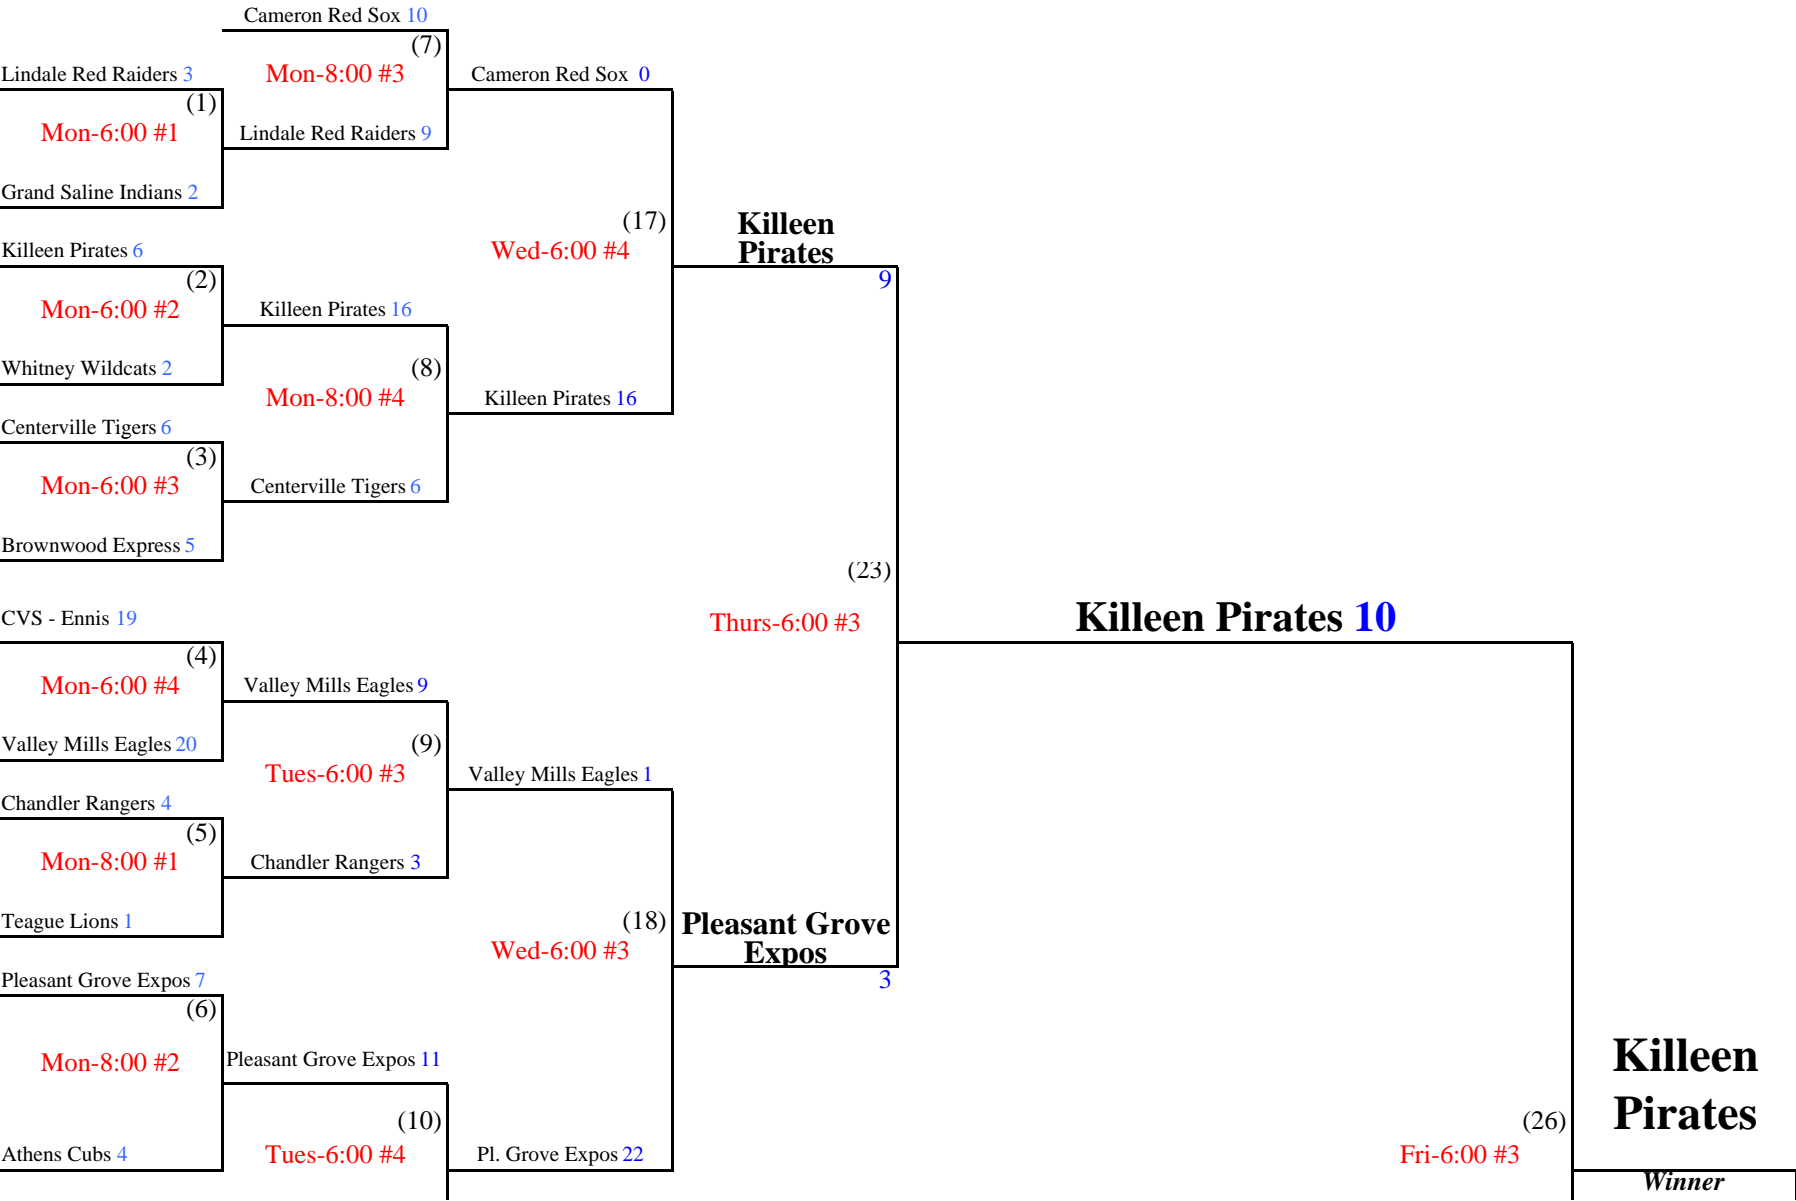 Cameron Red Sox 10
(7)
Lindale Red Raiders 3
Mon-8:00 #3
Cameron Red Sox 0
(1)
Mon-6:00 #1
Lindale Red Raiders 9
Grand Saline Indians 2
(17)
Killeen
Pirates
Killeen Pirates 6
Wed-6:00 #4
(2)
9
Mon-6:00 #2
Killeen Pirates 16
Whitney Wildcats 2
(8)
Mon-8:00 #4
Killeen Pirates 16
Centerville Tigers 6
(3)
Mon-6:00 #3
Centerville Tigers 6
Brownwood Express 5
(23)
CVS - Ennis 19
Thurs-6:00 #3
Killeen Pirates 10
(4)
Mon-6:00 #4
Valley Mills Eagles 9
Valley Mills Eagles 20
(9)
Tues-6:00 #3
Valley Mills Eagles 1
Chandler Rangers 4
(5)
Mon-8:00 #1
Chandler Rangers 3
Teague Lions 1
(18)
Pleasant Grove
Expos
Wed-6:00 #3
Pleasant Grove Expos 7
3
(6)
Mon-8:00 #2
Pleasant Grove Expos 11
Killeen
Pirates
(10)
(26)
Athens Cubs 4
Tues-6:00 #4
Pl. Grove Expos 22
Fri-6:00 #3
Winner